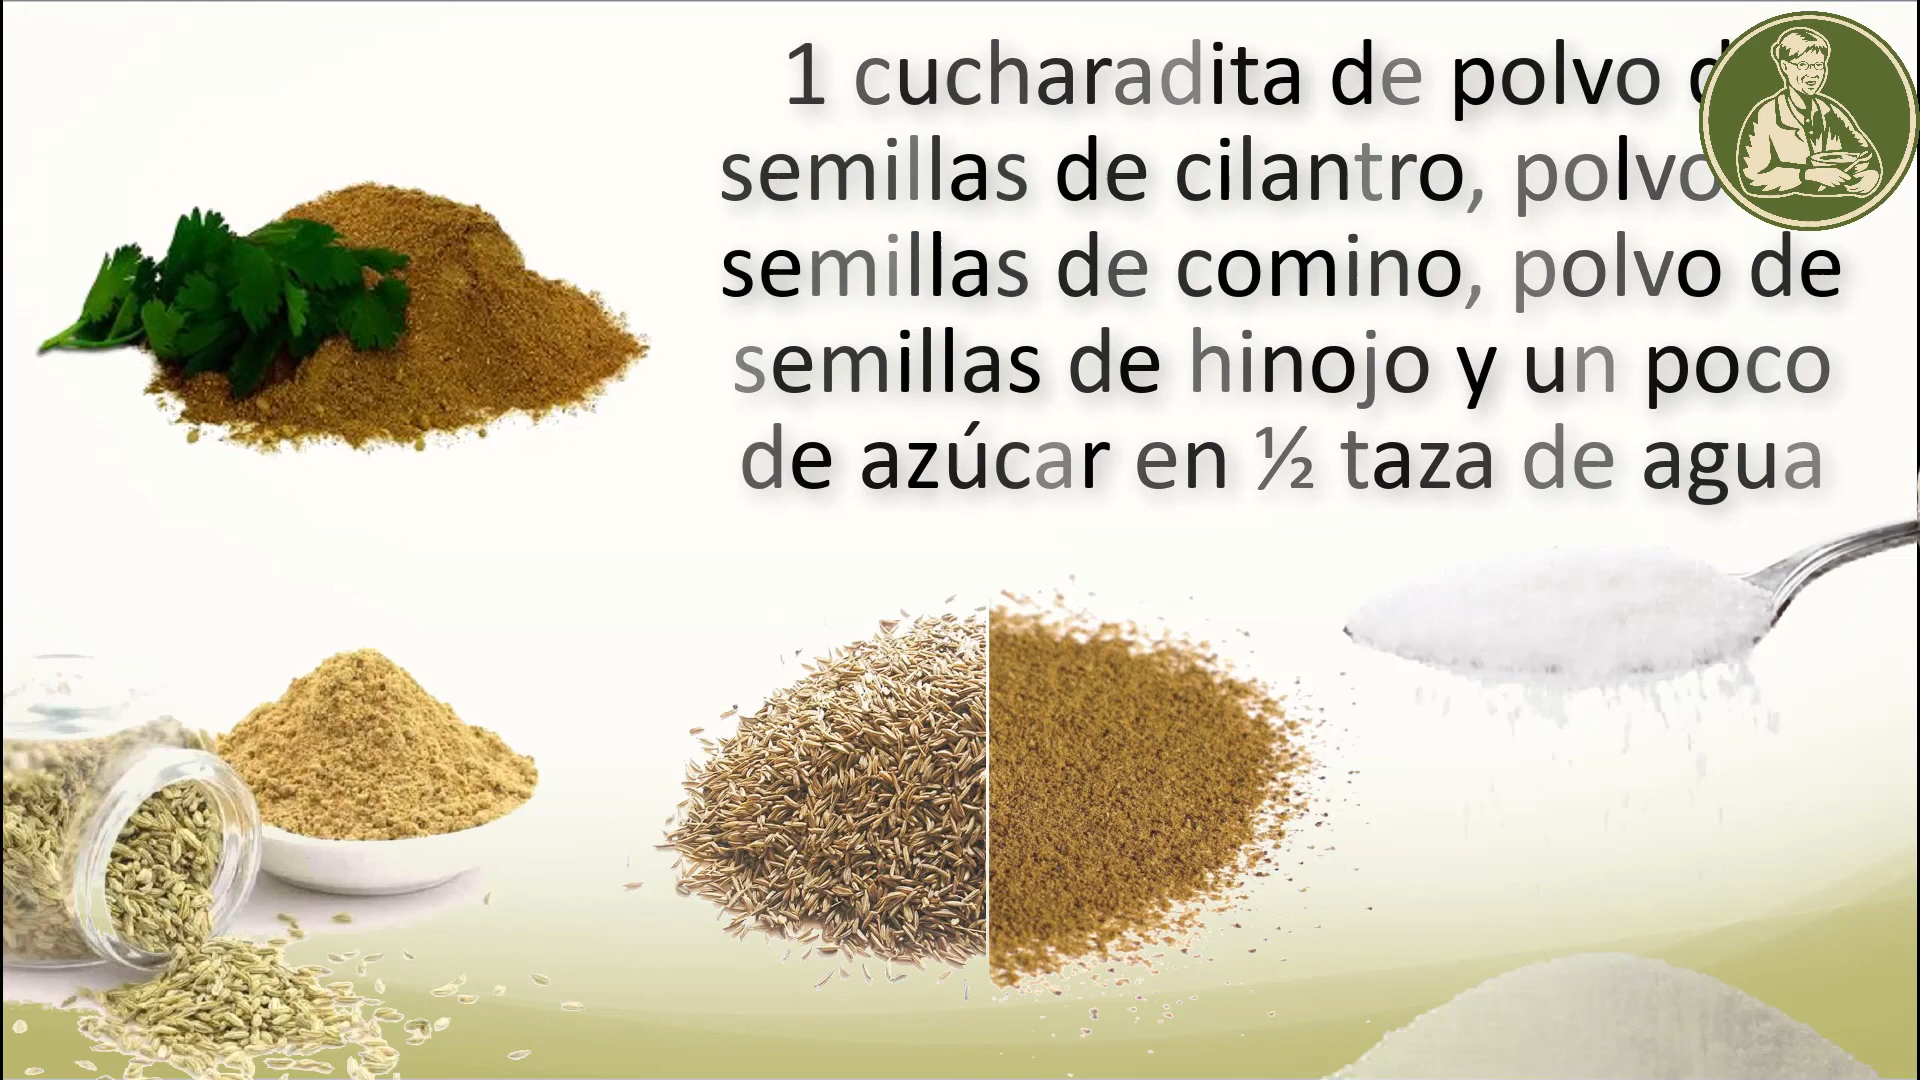 1 cucharadita de polvo
semillas de cilantro, polvo
semillas de comino, polvo de
semillas de hinojo y un poco
de azúcar en ½ taza de agua